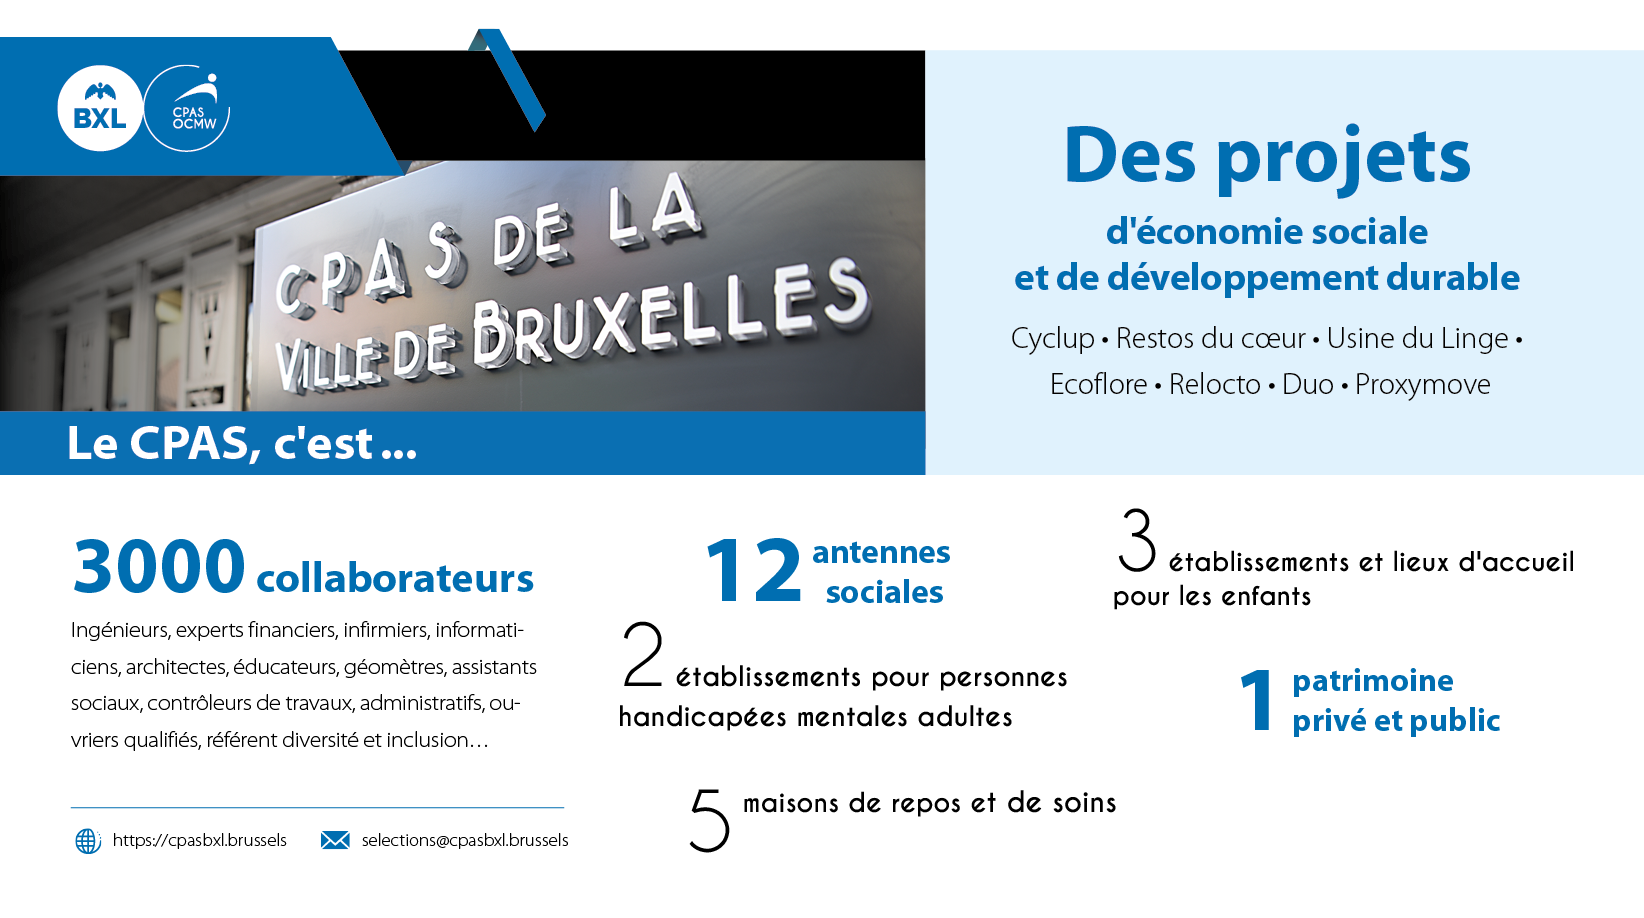 BXL
CPAS
OCMW
CPAS DE LA
VILLE DE BRUXELLES
Le CPAS, c'est ...
Des projets
d'économie sociale
et de développement durable
Cyclup • Restos du cœur • Usine du Linge •
Ecoflore • Relocto • Duo • Proxymove
3000 collaborateurs
Ingénieurs, experts financiers, infirmiers, informati-
ciens, architectes, éducateurs, géomètres, assistants
sociaux, contrôleurs de travaux, administratifs, ou-
vriers qualifiés, référent diversité et inclusion…
https://cpasbxl.brussels
selections@cpasbxl.brussels
12 antennes
sociales
2 établissements pour personnes
handicapées mentales adultes
5 maisons de repos et de soins
3 établissements et lieux d'accueil
pour les enfants
1 patrimoine
privé et public